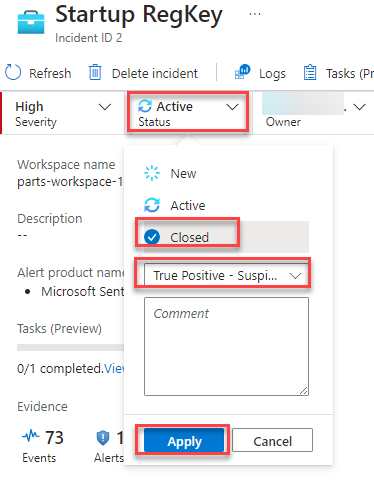 Startup RegKey
Incident ID 2
Refresh Delete incident Logs Tasks (Previ
High Active
Severity Status Owner
Workspace name
parts-workspace-1
New
Active
Description
--
Closed
Alert product name
True Positive - Suspi...
• Microsoft Sent
Comment
Tasks (Preview)
0/1 completed.View
Evidence
73 1
Events Alerts
Apply Cancel